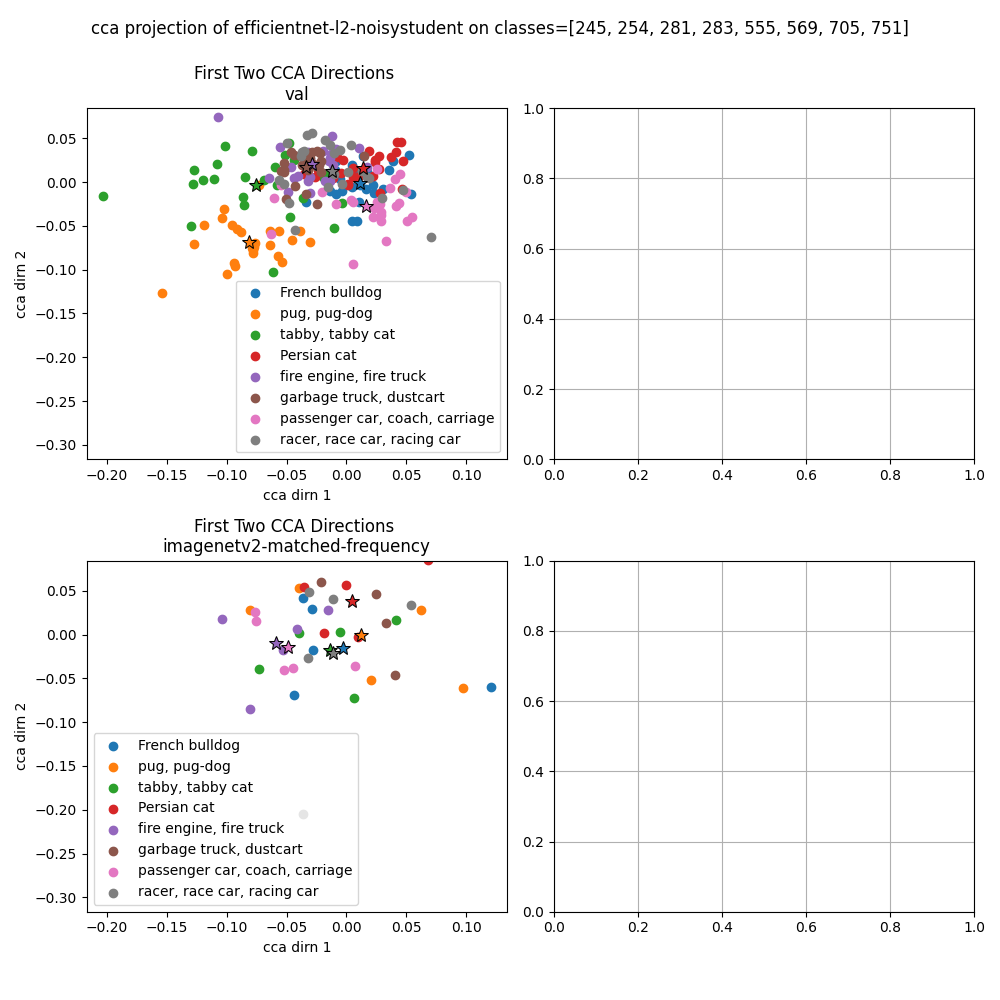 cca projection of efficientnet-l2-noisystudent on classes=[245, 254, 281, 283, 555, 569, 705, 751]
First Two CCA Directions
val
0.05
0.00
−0.05
−0.10
−0.15
−0.20
−0.25
−0.30
cca dirn 2
French bulldog
pug, pug-dog
tabby, tabby cat
Persian cat
fire engine, fire truck
garbage truck, dustcart
passenger car, coach, carriage
racer, race car, racing car
−0.20 −0.15 −0.10 −0.05 0.00 0.05 0.10
cca dirn 1
1.0
0.8
0.6
0.4
0.2
0.0
0.0 0.2 0.4 0.6 0.8 1.0
First Two CCA Directions
imagenetv2-matched-frequency
0.05
0.00
−0.05
−0.10
−0.15
−0.20
−0.25
−0.30
cca dirn 2
French bulldog
pug, pug-dog
tabby, tabby cat
Persian cat
fire engine, fire truck
garbage truck, dustcart
passenger car, coach, carriage
racer, race car, racing car
−0.20 −0.15 −0.10 −0.05 0.00 0.05 0.10
cca dirn 1
1.0
0.8
0.6
0.4
0.2
0.0
0.0 0.2 0.4 0.6 0.8 1.0